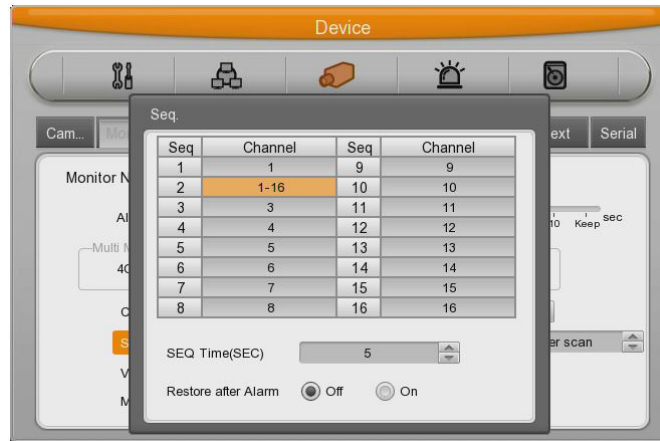 Device
Cam... ext Serial
Seq.
Seq Channel Seq Channel
1 1 9 9
2 1-16 10 10
3 3 11 11
4 4 12 12
5 5 13 13
6 6 14 14
7 7 15 15
8 8 16 16
Monitor N
Al 10 Keep sec
Multi
40
C
S er scan
V
M
SEQ Time(SEC) 5
Restore after Alarm Off On